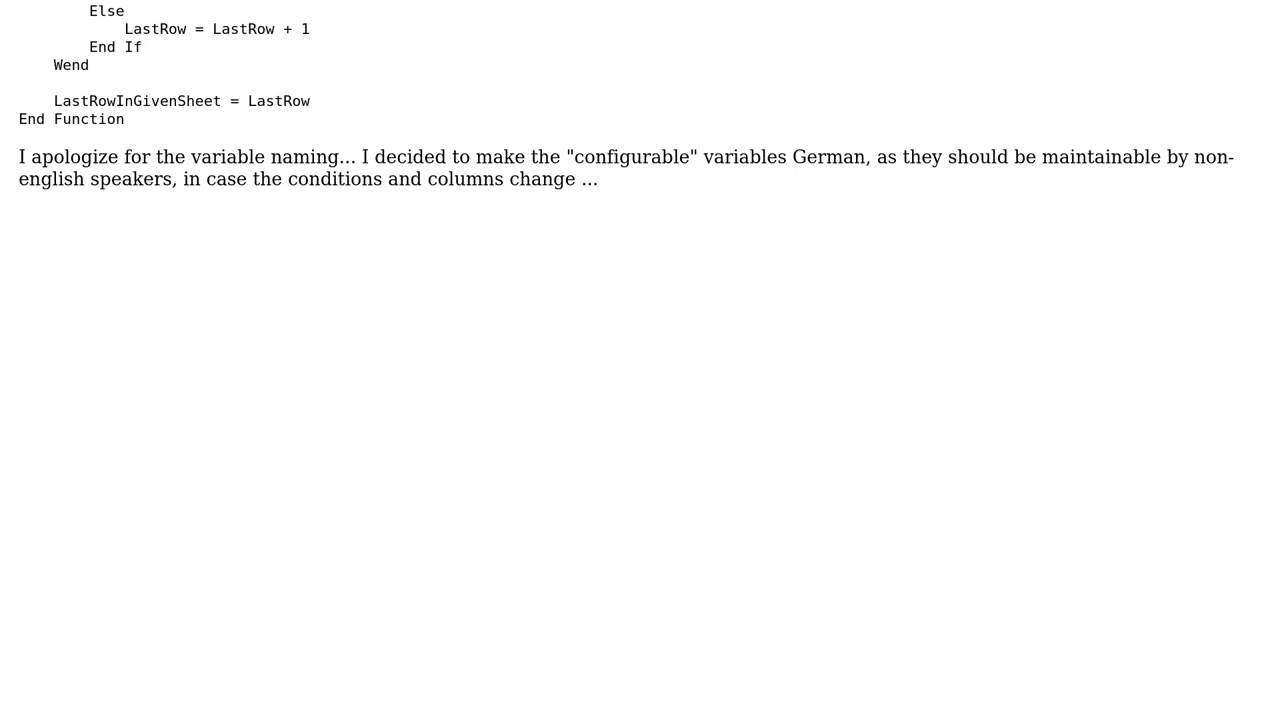 Else
            LastRow = LastRow + 1
        End If
    Wend

    LastRowInGivenSheet = LastRow
End Function
I apologize for the variable naming... I decided to make the "configurable" variables German, as they should be maintainable by non-
english speakers, in case the conditions and columns change ...